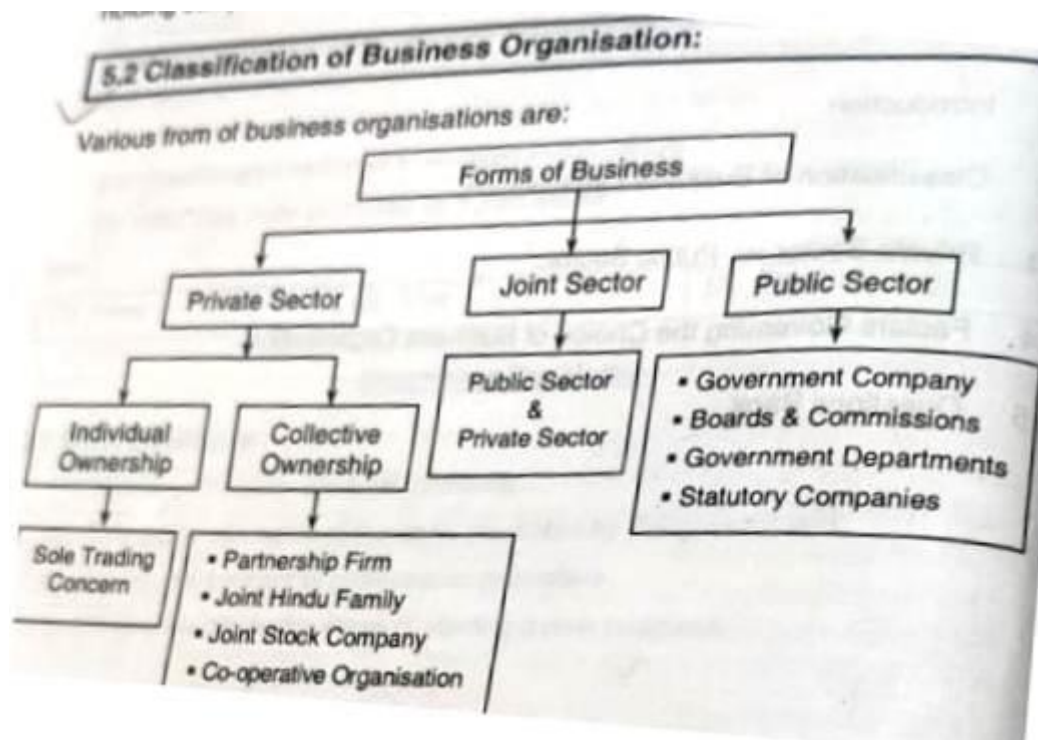 5.2 Classification of Business Organisation:
Various from of business organisations are:
Forms of Business
Private Sector
Joint Sector
Public Sector
Individual
Ownership
Collective
Ownership
Public Sector
&
Private Sector
• Government Company
• Boards & Commissions
• Government Departments
• Statutory Companies
Sole Trading
Concern
• Partnership Firm
• Joint Hindu Family
• Joint Stock Company
• Co-operative Organisation